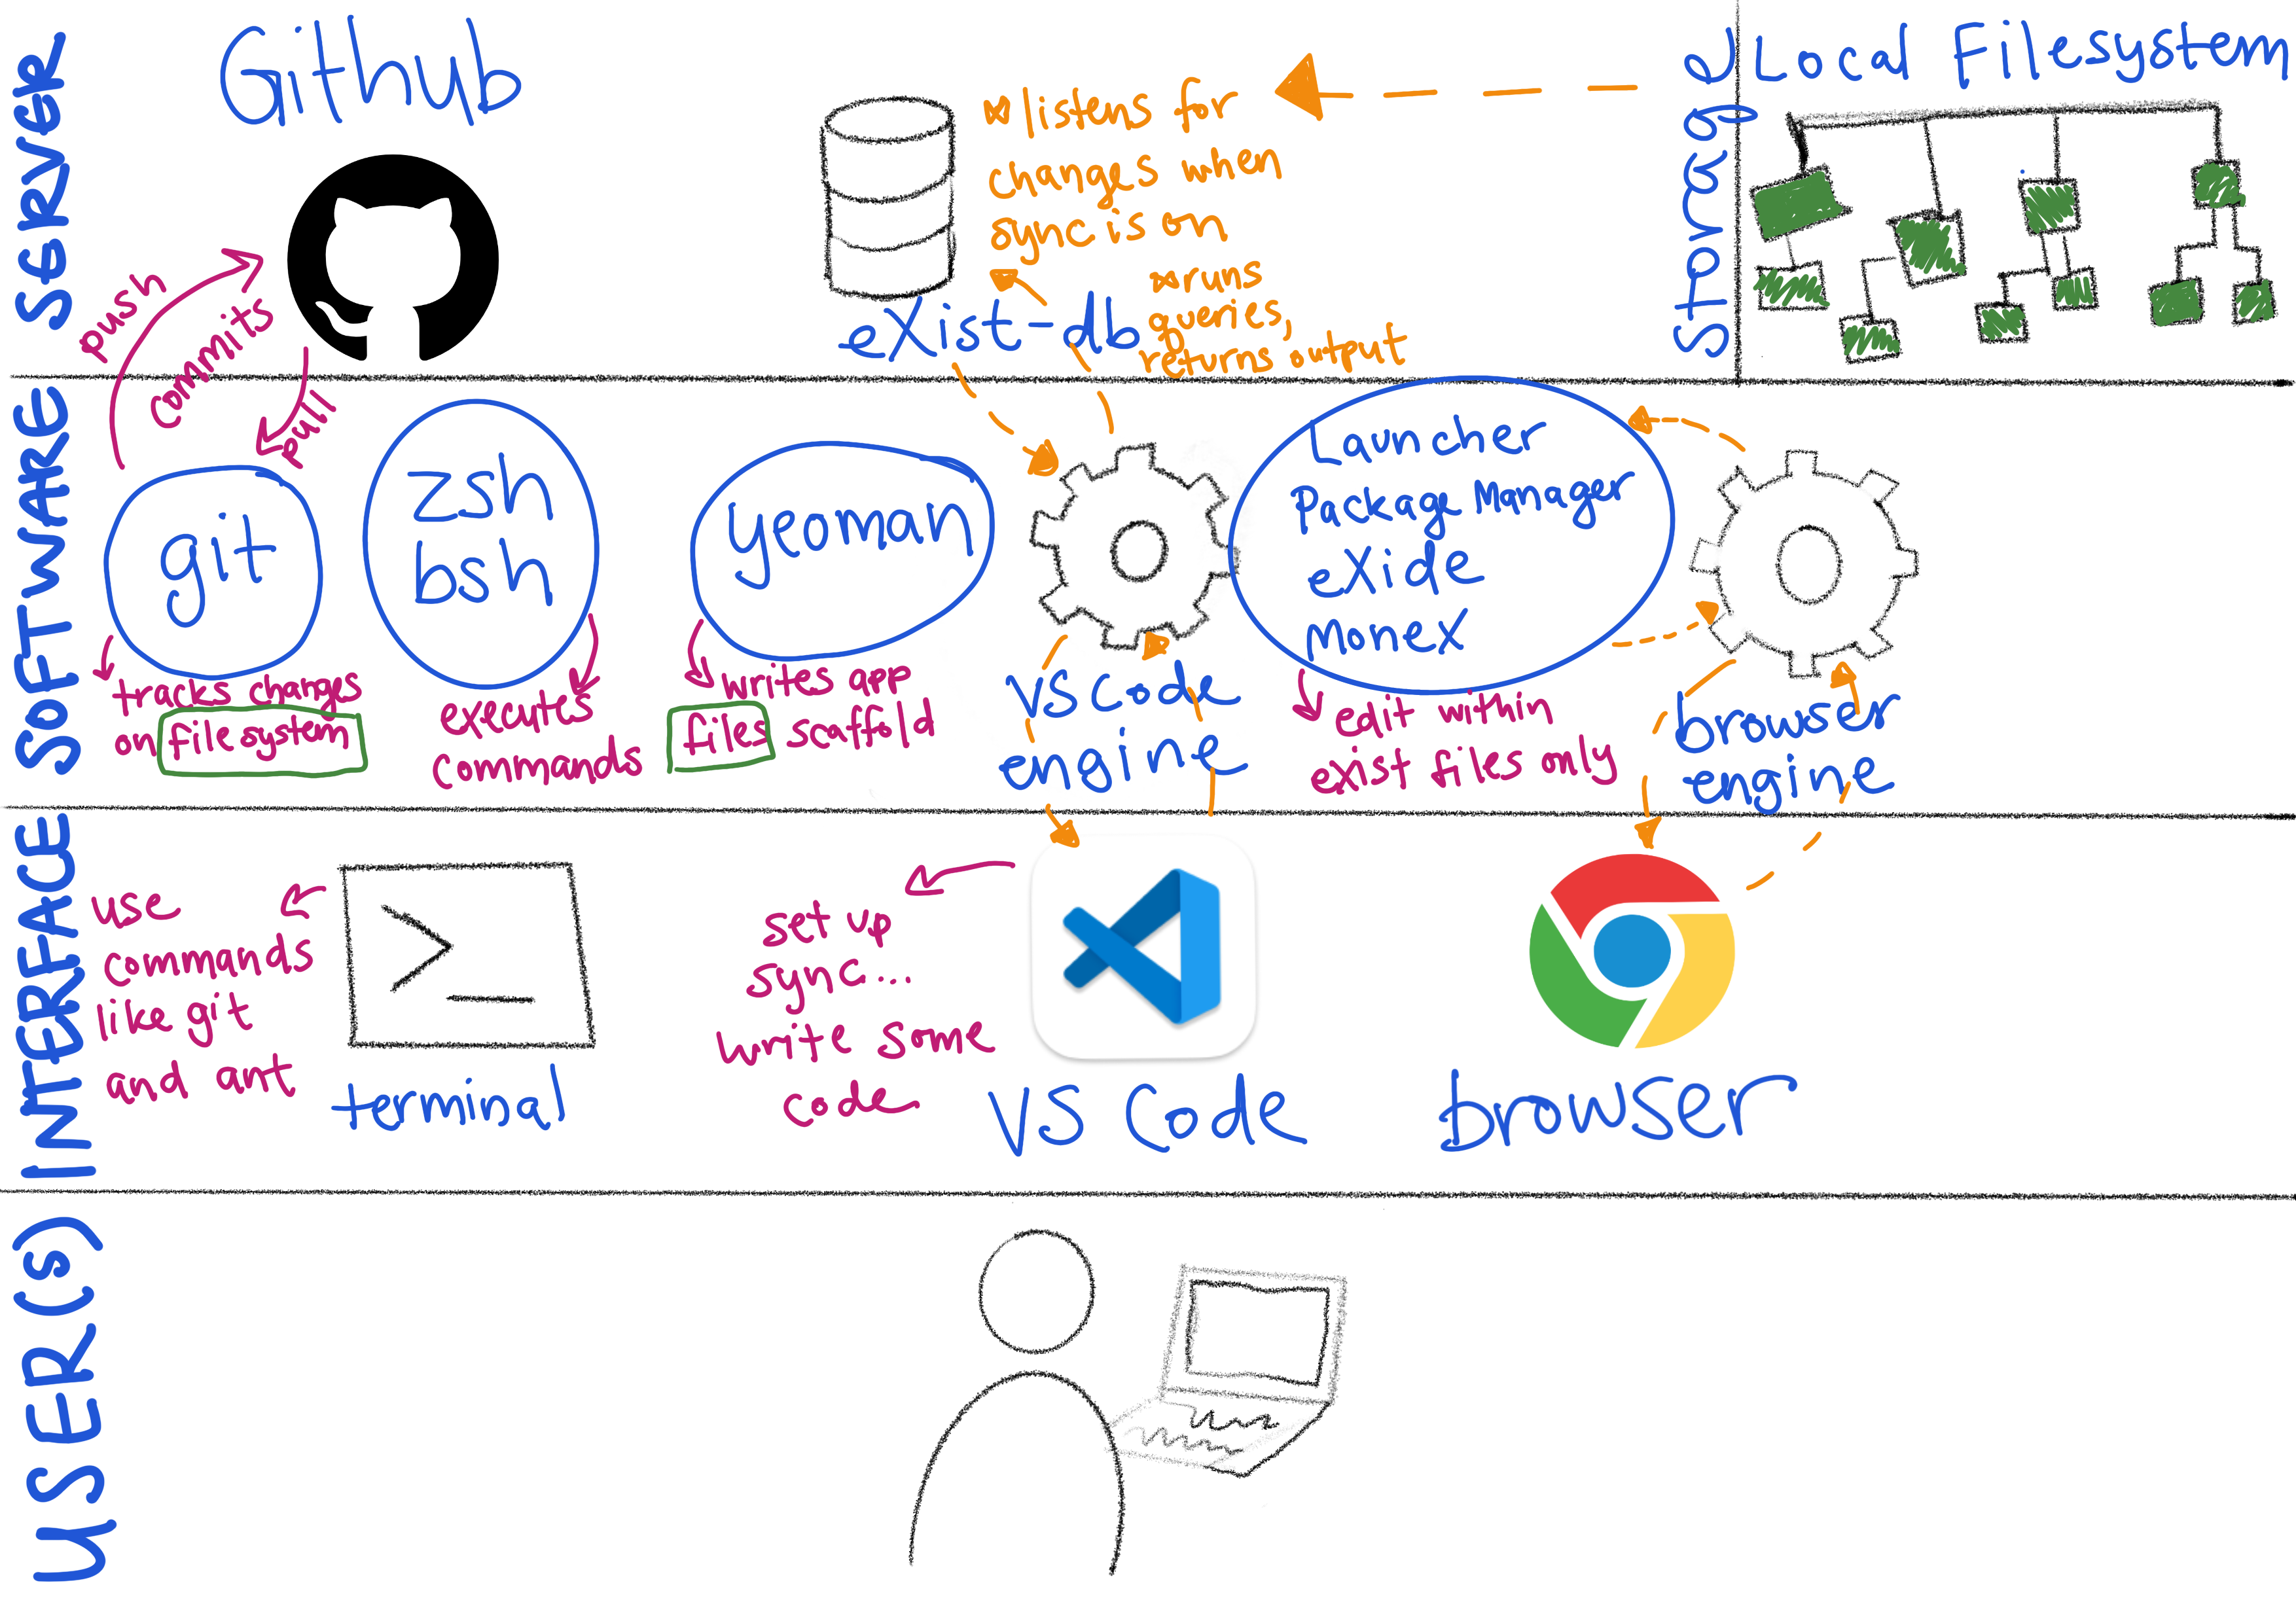 SERVER
Github
push
commits
pull
eXist-db
*listens for
changes when
sync is on
*runs
queries,
returns output
Storage
Local Filesystem
SOFTWARE
git
tracks changes
on file system
zsh
bsh
executes
commands
yeoman
writes app
files scaffold
VS Code
engine
Launcher
Package Manager
eXide
Monex
edit within
exist files only
browser
engine
INTERFACE
use
commands
like git
and ant
>_
terminal
set up
sync...
write some
code
VS Code
browser
USER(s)